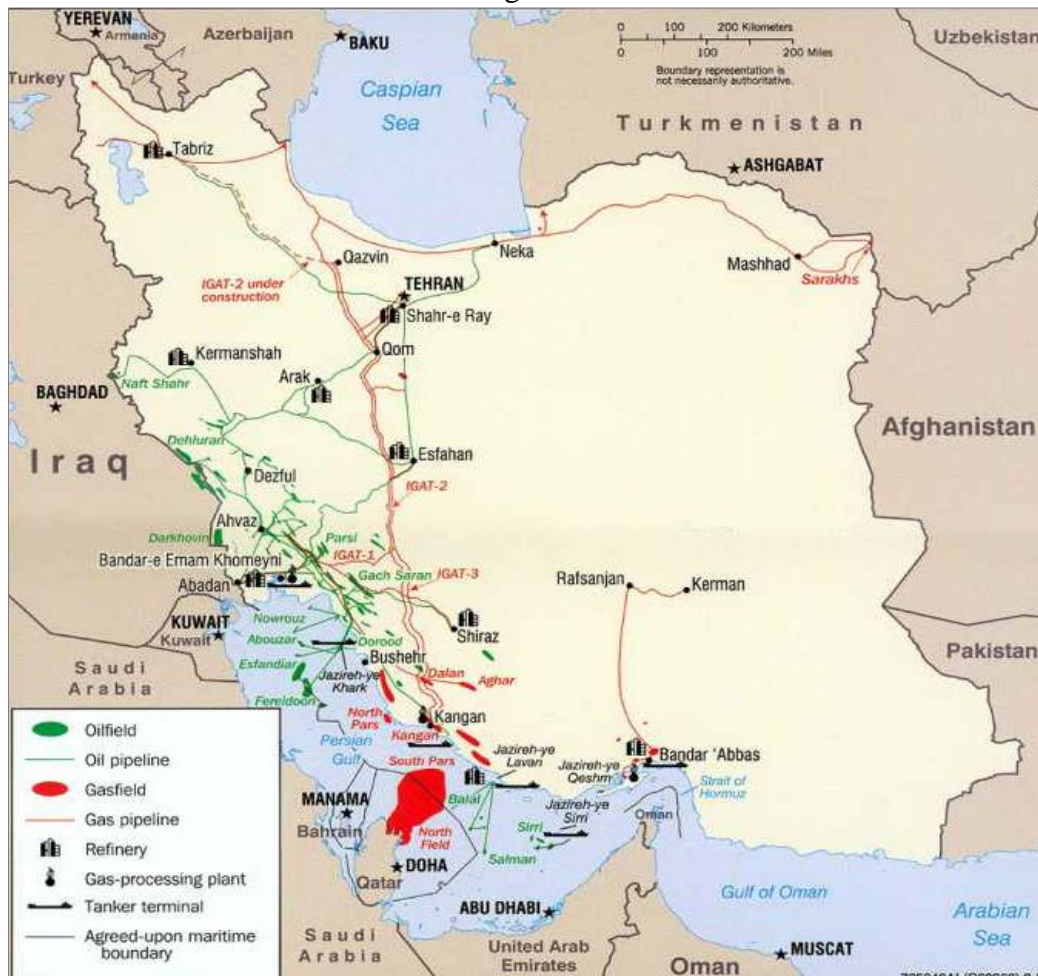 YEREVAN
Armenia
Azerbaijan
BAKU
0 100 200 Kilometers
0 100 200 Miles
Boundary representation is
not necessarily authoritative.
Uzbekistan
Turkey
Caspian
Sea
Turkmenistan
ASHGABAT
Tabriz
Neka
Mashhad
Sarakhs
Qazvin
IGAT-2 under
construction
TEHRAN
Shahr-e Ray
Qom
Kermanshah
Arak
Naft Shahr
BAGHDAD
Iraq
Afghanistan
Dehluran
Esfahan
Dezful
IGAT-2
Ahvaz
Darkhovin
Parsi
Bandar-e Emam Khomeyni
IGAT-1
Abadan
Gach Saran
IGAT-3
Rafsanjan
Kerman
KUWAIT
Kuwait
Nowrouz
Abouzar
Doorood
Shiraz
Esfandiar
Bushehr
Jazireh-ye
Khark
Fereidoon
Dalan
Aghar
Pakistan
Saudi
Arabia
North
Pars
Kangan
Kangan
Persian
Gulf
South Pars
Jazireh-ye
Lavan
Jazireh-ye
Qeshm
Bandar 'Abbas
Strait of
Hormuz
MANAMA
Bahrain
Balal
Jazireh-ye
Sirri
Oman
Sirri
North
Field
Salman
DOHA
Qatar
ABU DHABI
Gulf of Oman
Arabian
Sea
Saudi
Arabia
United Arab
Emirates
Oman
MUSCAT
Oilfield
Oil pipeline
Gasfield
Gas pipeline
Refinery
Gas-processing plant
Tanker terminal
Agreed-upon maritime
boundary